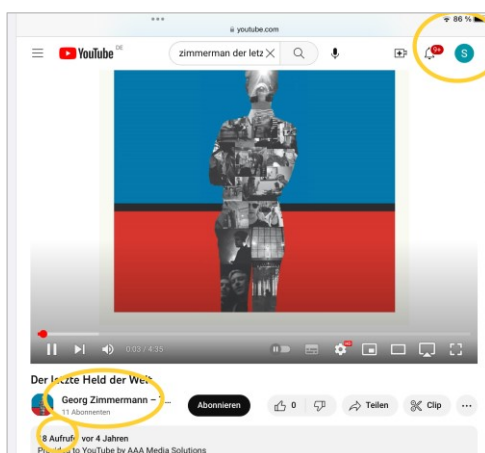 86 %
youtube.com
YouTube DE
zimmerman der letz
9+
S
0:03 / 4:35
Der letzte Held der Welt
Georg Zimmermann –
Abonnieren
0
Teilen
Clip
11 Abonnenten
8 Aufrufe vor 4 Jahren
Provided to YouTube by AAA Media Solutions